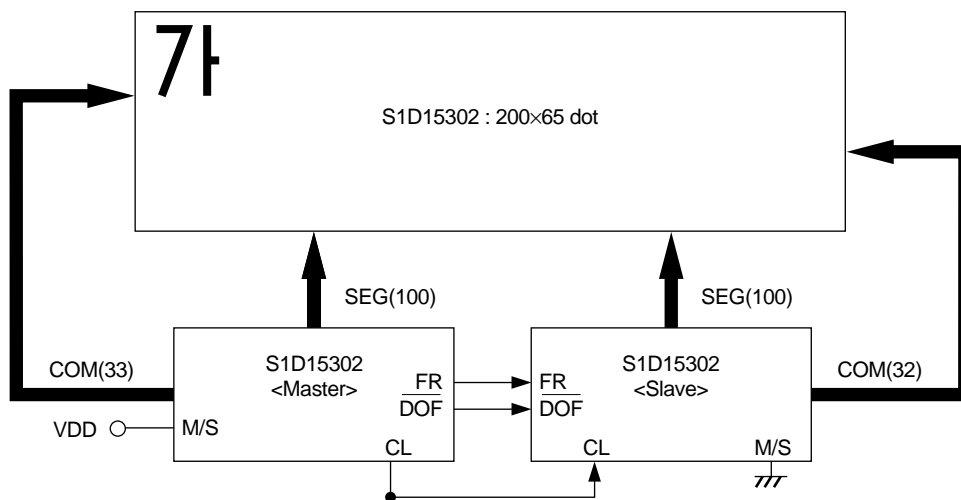 가
S1D15302 : 200×65 dot
SEG(100)
SEG(100)
COM(33)
S1D15302
<Master>
FR
DOF
M/S
CL
VDD
S1D15302
<Slave>
FR
DOF
CL
M/S
COM(32)